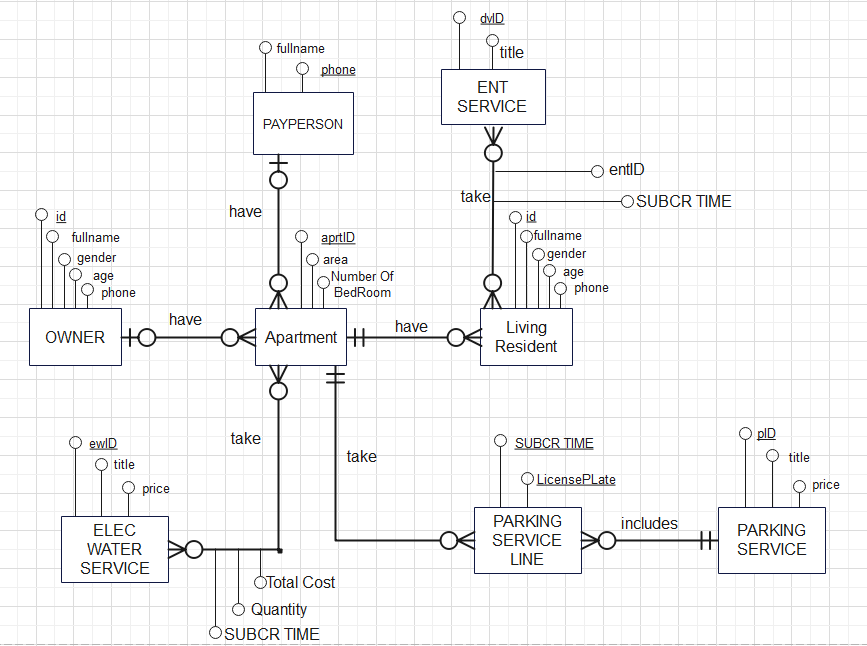 dvID
title
ENT
SERVICE
fullname
phone
PAYPERSON
entID
take
SUBCR TIME
have
id
fullname
gender
age
phone
aprtID
area
Number Of
BedRoom
id
fullname
gender
age
phone
OWNER
have
Apartment
have
Living
Resident
take
take
ewID
title
price
ELEC
WATER
SERVICE
Total Cost
Quantity
SUBCR TIME
SUBCR TIME
LicensePLate
PARKING
SERVICE
LINE
includes
pID
title
price
PARKING
SERVICE